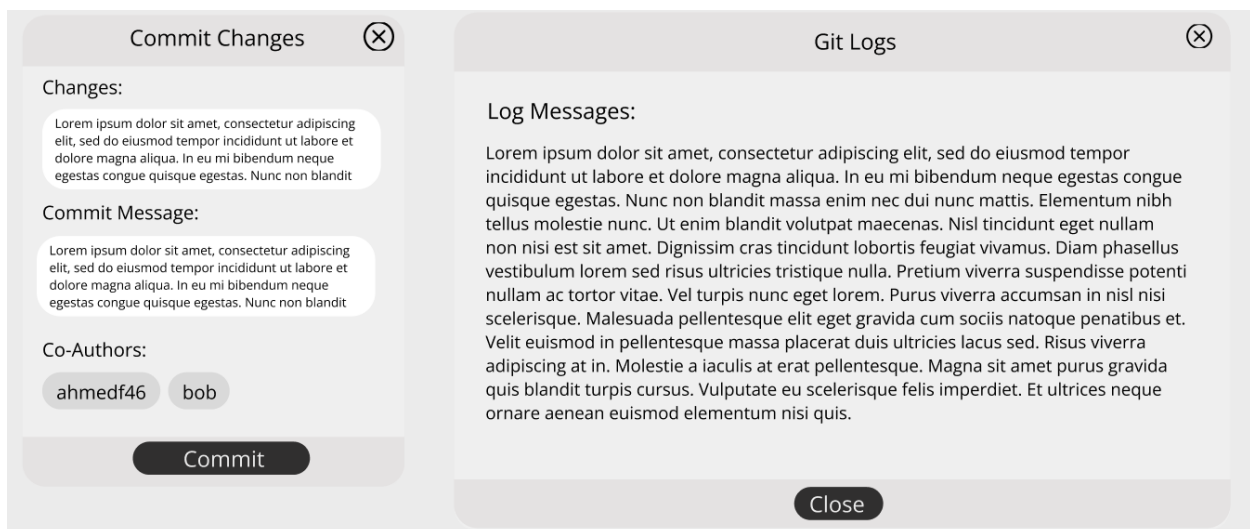 Commit Changes
Changes:
Lorem ipsum dolor sit amet, consectetur adipiscing
elit, sed do eiusmod tempor incididunt ut labore et
dolore magna aliqua. In eu mi bibendum neque
egestas congue quisque egestas. Nunc non blandit
Commit Message:
Lorem ipsum dolor sit amet, consectetur adipiscing
elit, sed do eiusmod tempor incididunt ut labore et
dolore magna aliqua. In eu mi bibendum neque
egestas congue quisque egestas. Nunc non blandit
Co-Authors:
ahmedf46 bob
Commit
Git Logs
Log Messages:
Lorem ipsum dolor sit amet, consectetur adipiscing elit, sed do eiusmod tempor
incididunt ut labore et dolore magna aliqua. In eu mi bibendum neque egestas congue
quisque egestas. Nunc non blandit massa enim nec dui nunc mattis. Elementum nibh
tellus molestie nunc. Ut enim blandit volutpat maecenas. Nisl tincidunt eget nullam
non nisi est sit amet. Dignissim cras tincidunt lobortis feugiat vivamus. Diam phasellus
vestibulum lorem sed risus ultricies tristique nulla. Pretium viverra suspendisse potenti
nullam ac tortor vitae. Vel turpis nunc eget lorem. Purus viverra accumsan in nisl nisi
scelerisque. Malesuada pellentesque elit eget gravida cum sociis natoque penatibus et.
Velit euismod in pellentesque massa placerat duis ultricies lacus sed. Risus viverra
adipiscing at in. Molestie a iaculis at erat pellentesque. Magna sit amet purus gravida
quis blandit turpis cursus. Vulputate eu scelerisque felis imperdiet. Et ultrices neque
ornare aenean euismod elementum nisi quis.
Close